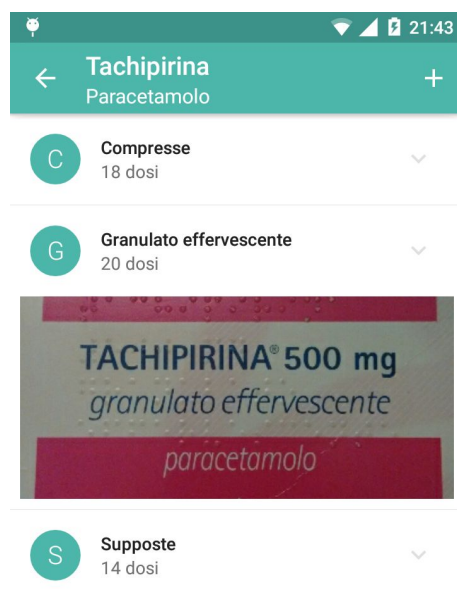 21:43
Tachipirina
Paracetamolo
C
Compresse
18 dosi
G
Granulato effervescente
20 dosi
TACHIPIRINA® 500 mg
granulato effervescente
paracetamolo
S
Supposte
14 dosi